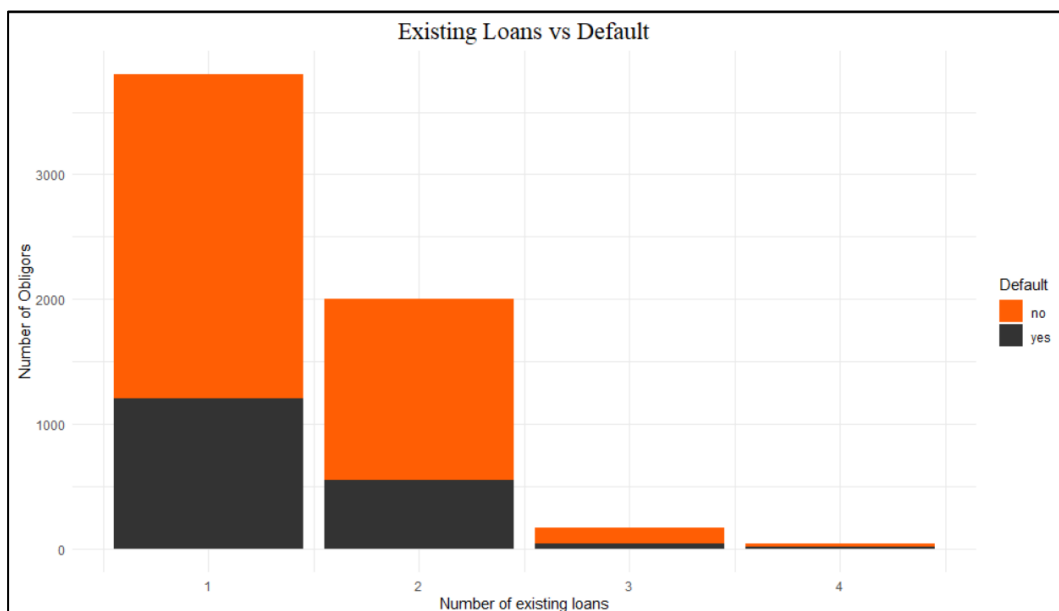 Existing Loans vs Default
Number of Obligors
3000
2000
1000
0
1
2
3
4
Number of existing loans
Default
no
yes